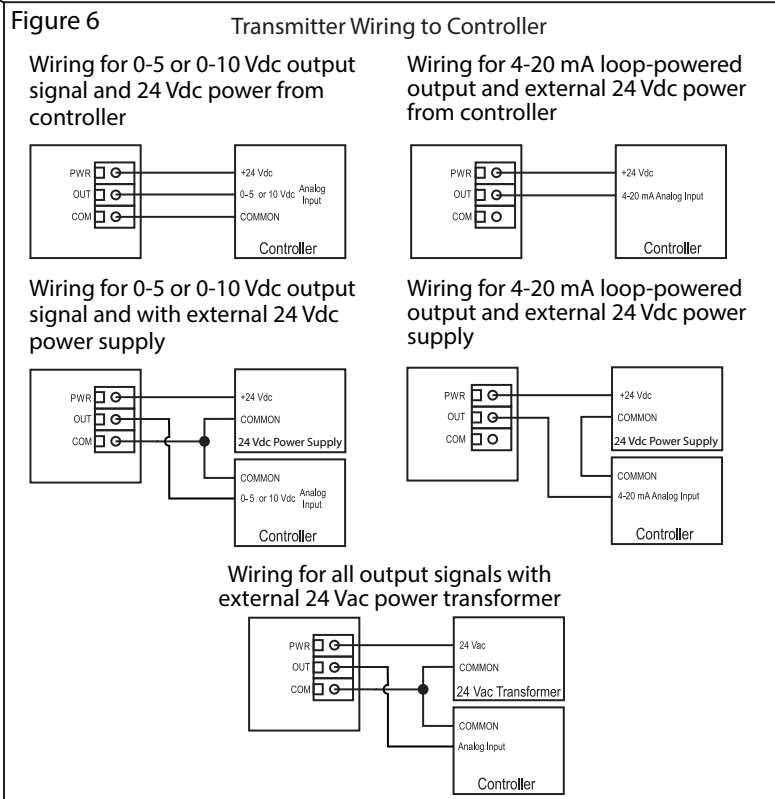 Figure 6
Transmitter Wiring to Controller
Wiring for 0-5 or 0-10 Vdc output
signal and 24 Vdc power from
controller
PWR
OUT
COM
+24 Vdc
0-5 or 10 Vdc Analog
Input
COMMON
Controller
Wiring for 4-20 mA loop-powered
output and external 24 Vdc power
from controller
PWR
OUT
COM
+24 Vdc
4-20 mA Analog Input
Controller
Wiring for 0-5 or 0-10 Vdc output
signal and with external 24 Vdc
power supply
PWR
OUT
COM
+24 Vdc
COMMON
24 Vdc Power Supply
COMMON
0-5 or 10 Vdc Analog
Input
Controller
Wiring for 4-20 mA loop-powered
output and external 24 Vdc power
supply
PWR
OUT
COM
+24 Vdc
COMMON
24 Vdc Power Supply
COMMON
4-20 mA Analog Input
Controller
Wiring for all output signals with
external 24 Vac power transformer
PWR
OUT
COM
24 Vac
COMMON
24 Vac Transformer
COMMON
Analog Input
Controller